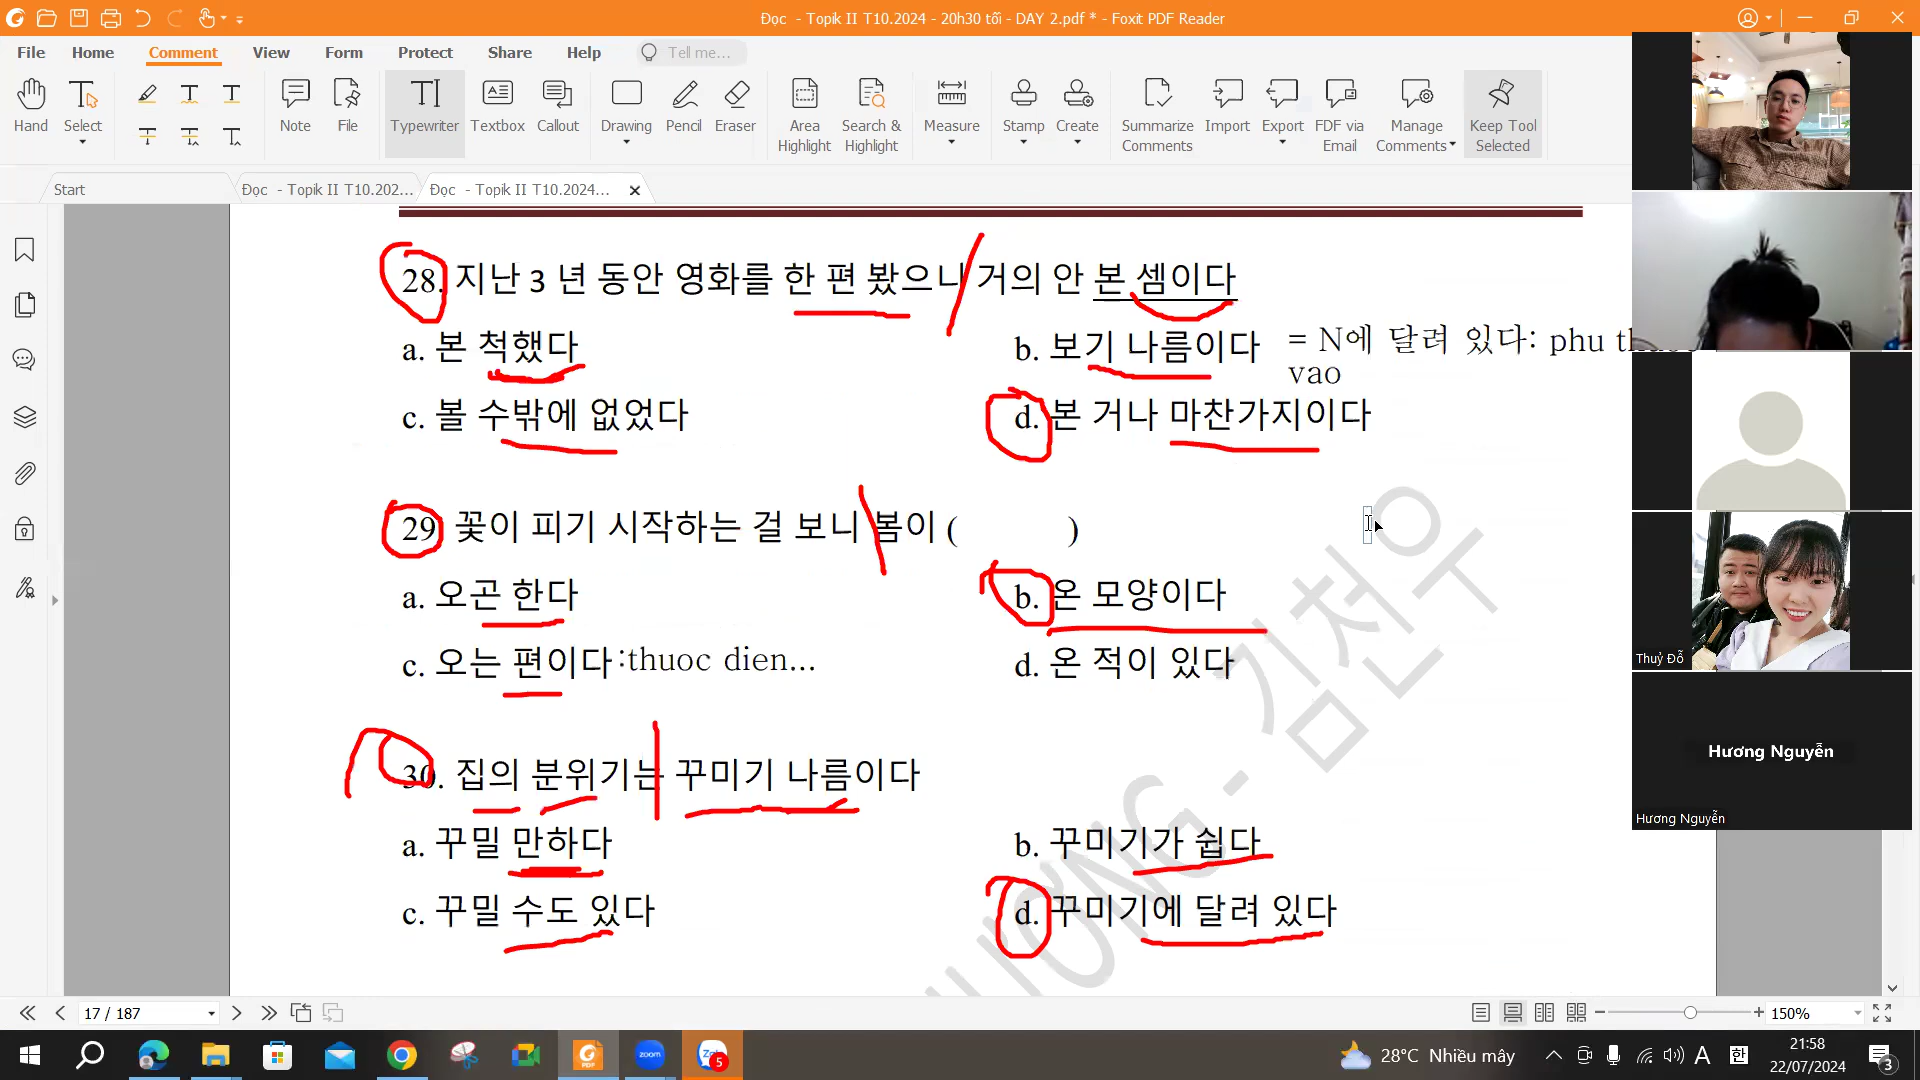 Đọc - Topik II T10.2024 - 20h30 tối - DAY 2.pdf * - Foxit PDF Reader
File Home Comment View Form Protect Share Help Tell me...
Hand Select Note File Typewriter Textbox Callout Drawing Pencil Eraser Area Highlight Search & Highlight Measure Stamp Create Summarize Comments Import Export FDF via Email Manage Comments Keep Tool Selected
Start Đọc - Topik II T10.202... Đọc - Topik II T10.2024...
28. 지난 3 년 동안 영화를 한 편 봤으니 거의 안 본 셈이다
a. 본 척했다 b. 보기 나름이다 = N에 달려 있다: phu
vao
c. 볼 수밖에 없었다 d. 본 거나 마찬가지이다
29. 꽃이 피기 시작하는 걸 보니 봄이 ( )
a. 오곤 한다 b. 온 모양이다
c. 오는 편이다 :thuoc dien... d. 온 적이 있다
30. 집의 분위기는 꾸미기 나름이다
a. 꾸밀 만하다 b. 꾸미기가 쉽다
c. 꾸밀 수도 있다 d. 꾸미기에 달려 있다
ƯƠNG - 김천우
Thuỷ Đỗ
Hương Nguyễn
Hương Nguyễn
17 / 187 150%
zoom 5 28°C Nhiều mây A 한 21:58
22/07/2024 3